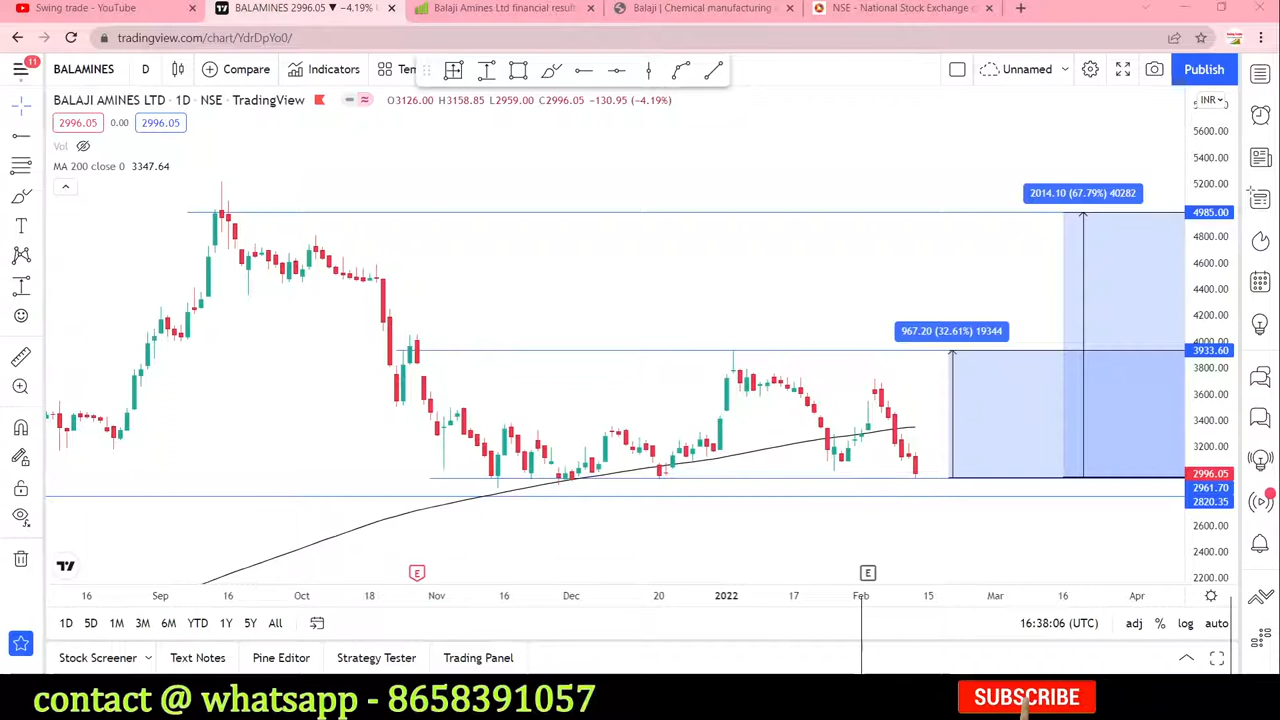 Swing trade - YouTube
BALAMINES 2996.05 ▼ −4.19% U
Balaji Amines Ltd financial result
Balaji | Chemical manufacturing
NSE - National Stock Exchange
tradingview.com/chart/YdrDpYo0/
11
BALAMINES
D
Compare
Indicators
Tem
Unnamed
Publish
BALAJI AMINES LTD · 1D · NSE · TradingView
O3126.00 H3158.85 L2959.00 C2996.05 −130.95 (−4.19%)
INR
2996.05
0.00
2996.05
Vol
MA 200 close 0 3347.64
5600.00
5400.00
5200.00
2014.10 (67.79%) 40282
4985.00
4800.00
4600.00
4400.00
4200.00
4000.00
967.20 (32.61%) 19344
3933.60
3800.00
3600.00
3400.00
3200.00
2996.05
2961.70
2820.35
2600.00
2400.00
2200.00
E
E
16
Sep
16
Oct
18
Nov
16
Dec
20
2022
17
Feb
15
Mar
16
Apr
1D
5D
1M
3M
6M
YTD
1Y
5Y
All
16:38:06 (UTC)
adj
%
log
auto
Stock Screener
Text Notes
Pine Editor
Strategy Tester
Trading Panel
contact @ whatsapp - 8658391057
SUBSCRIBE